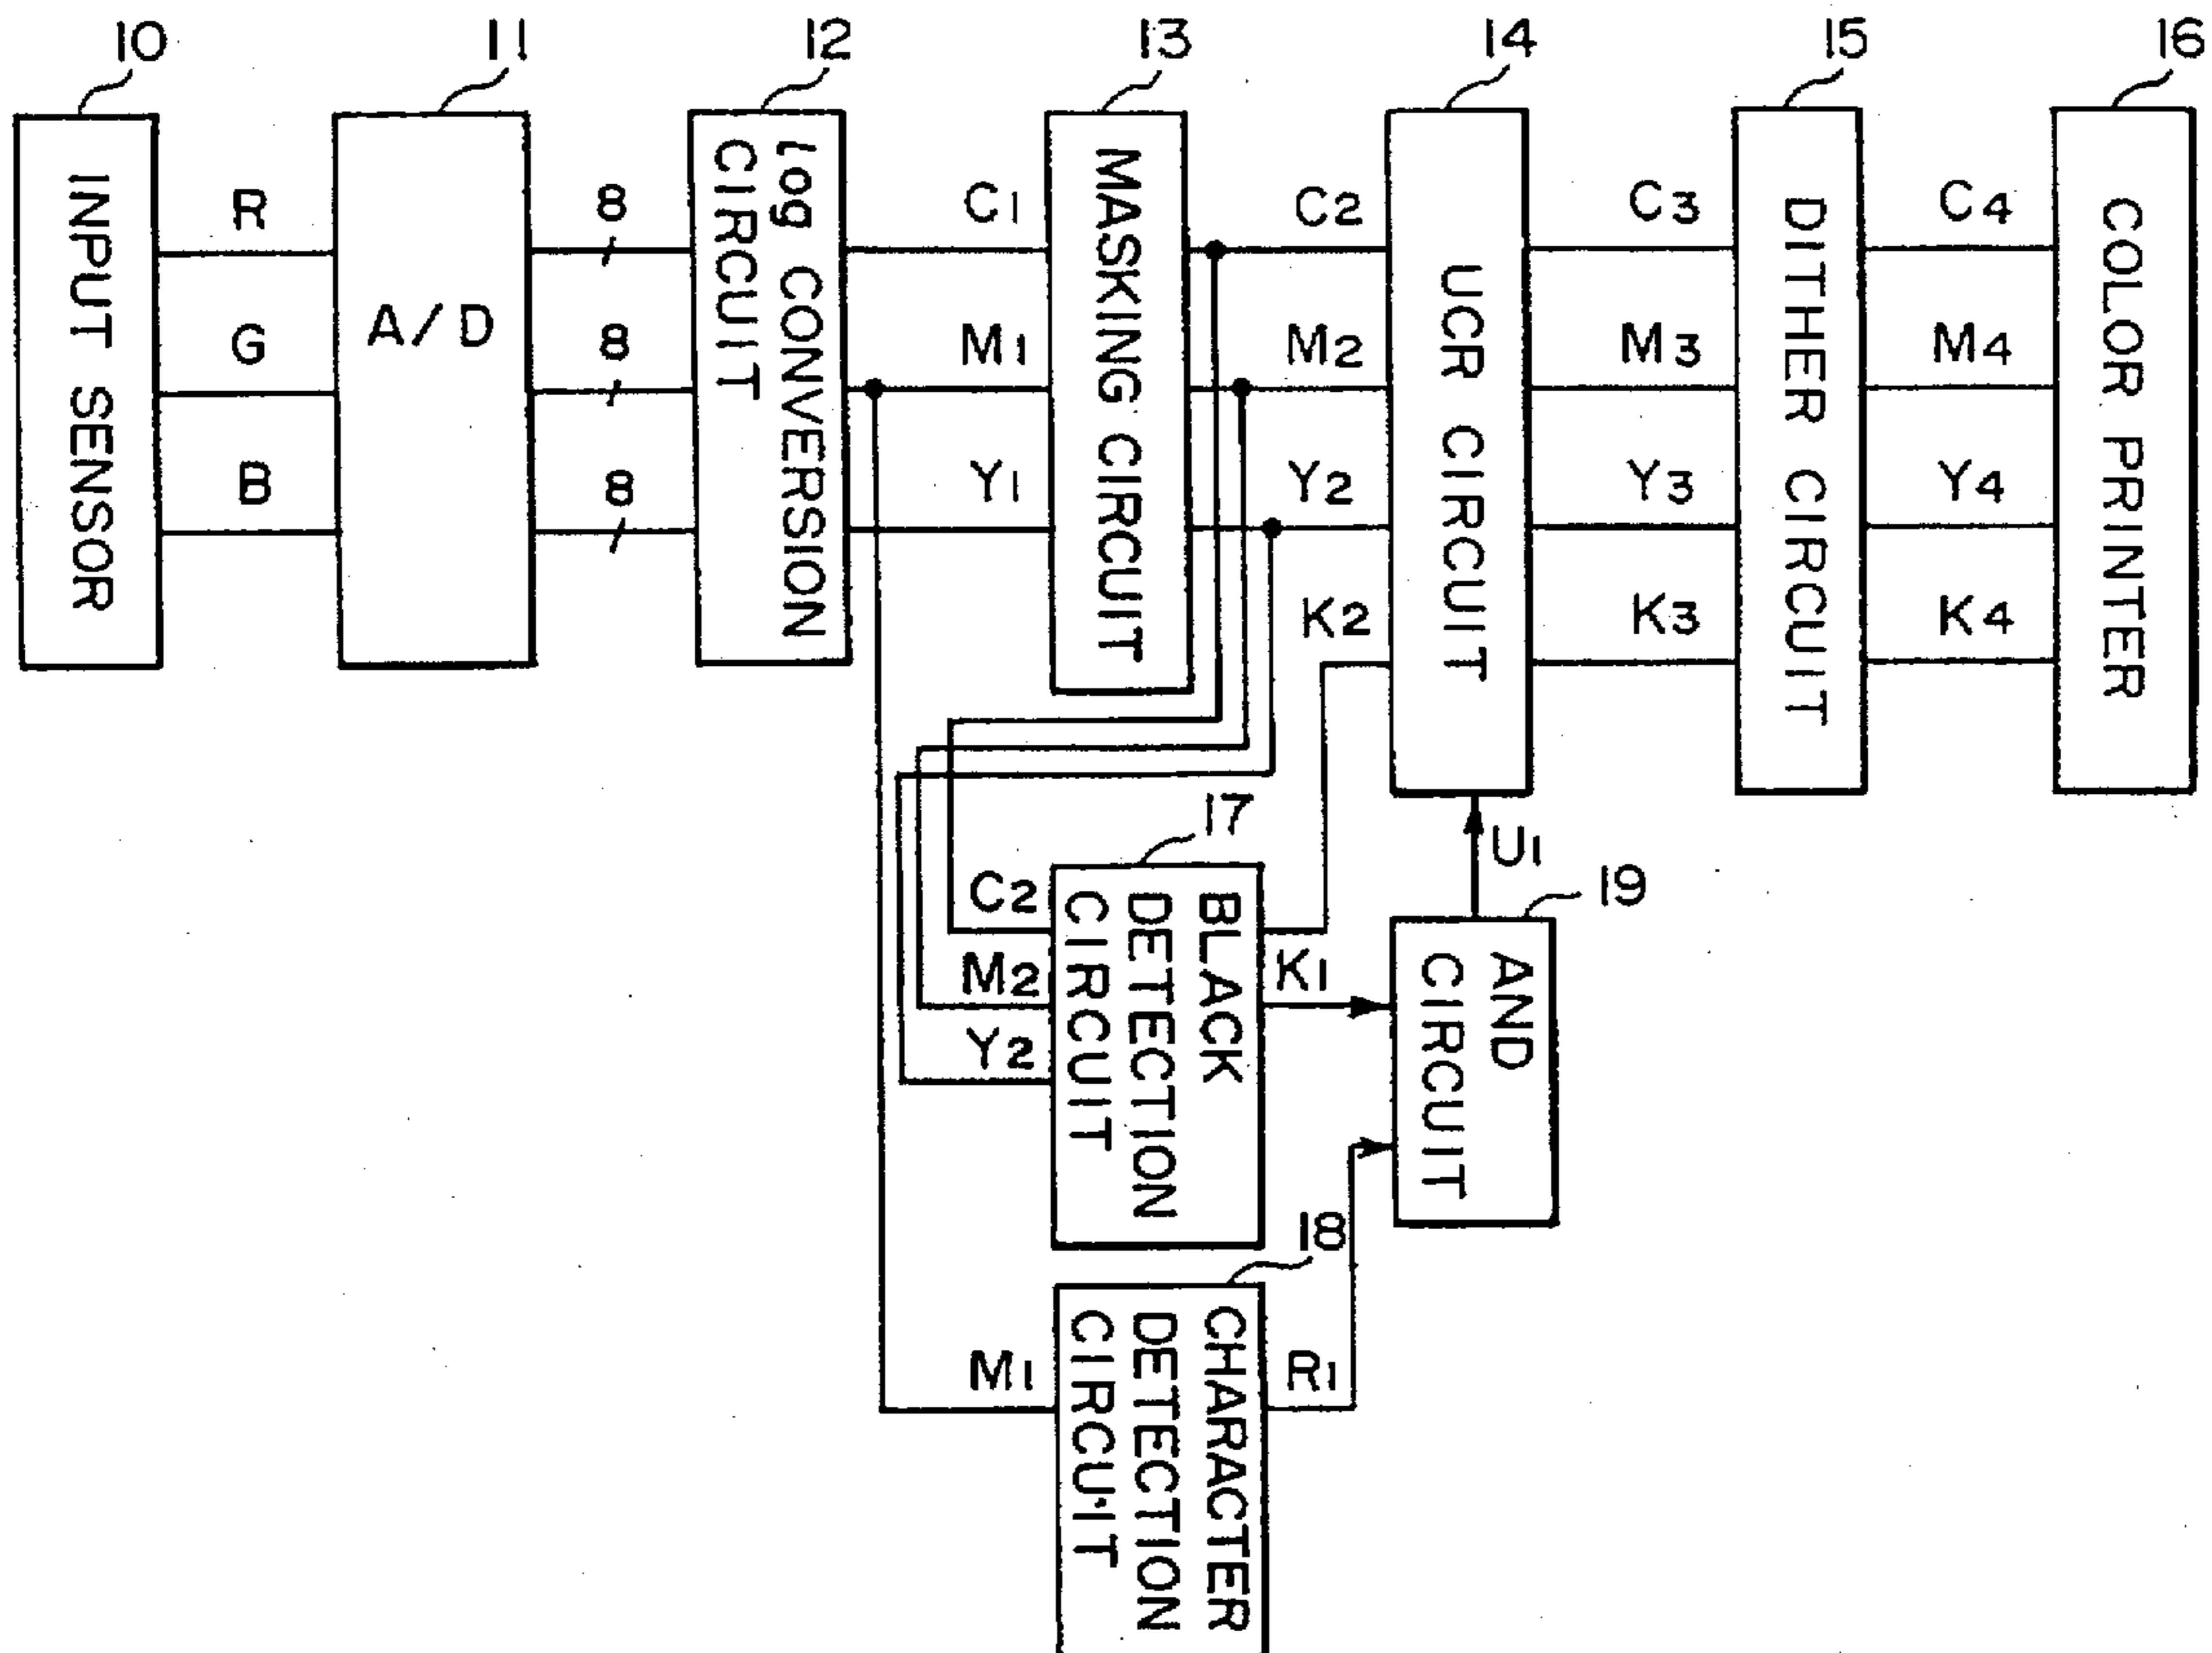 10
11
12
13
14
15
16
INPUT SENSOR
R
G
B
A/D
8
8
8
log CONVERSION
CIRCUIT
C1
M1
Y1
MASKING CIRCUIT
C2
M2
Y2
K2
UCR CIRCUIT
C3
M3
Y3
K3
DITHER CIRCUIT
C4
M4
Y4
K4
COLOR PRINTER
17
C2
M2
Y2
BLACK
DETECTION
CIRCUIT
K1
U1
19
AND
CIRCUIT
18
M1
CHARACTER
DETECTION
CIRCUIT
R1